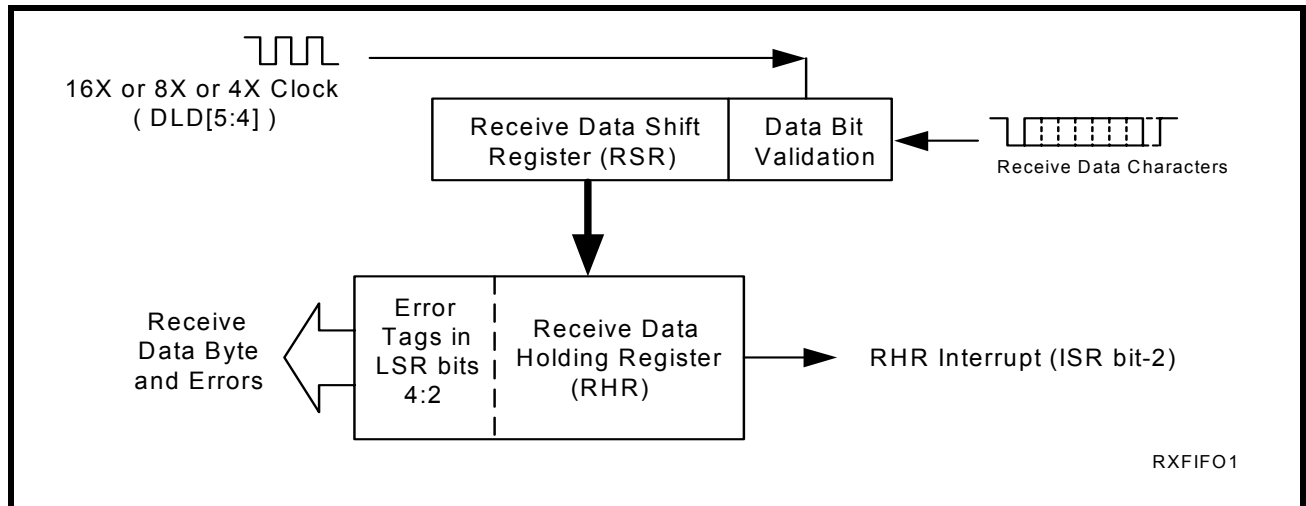 16X or 8X or 4X Clock
( DLD[5:4] )
Receive Data Shift
Register (RSR)
Data Bit
Validation
Receive Data Characters
Receive
Data Byte
and Errors
Error
Tags in
LSR bits
4:2
Receive Data
Holding Register
(RHR)
RHR Interrupt (ISR bit-2)
RXFIFO1